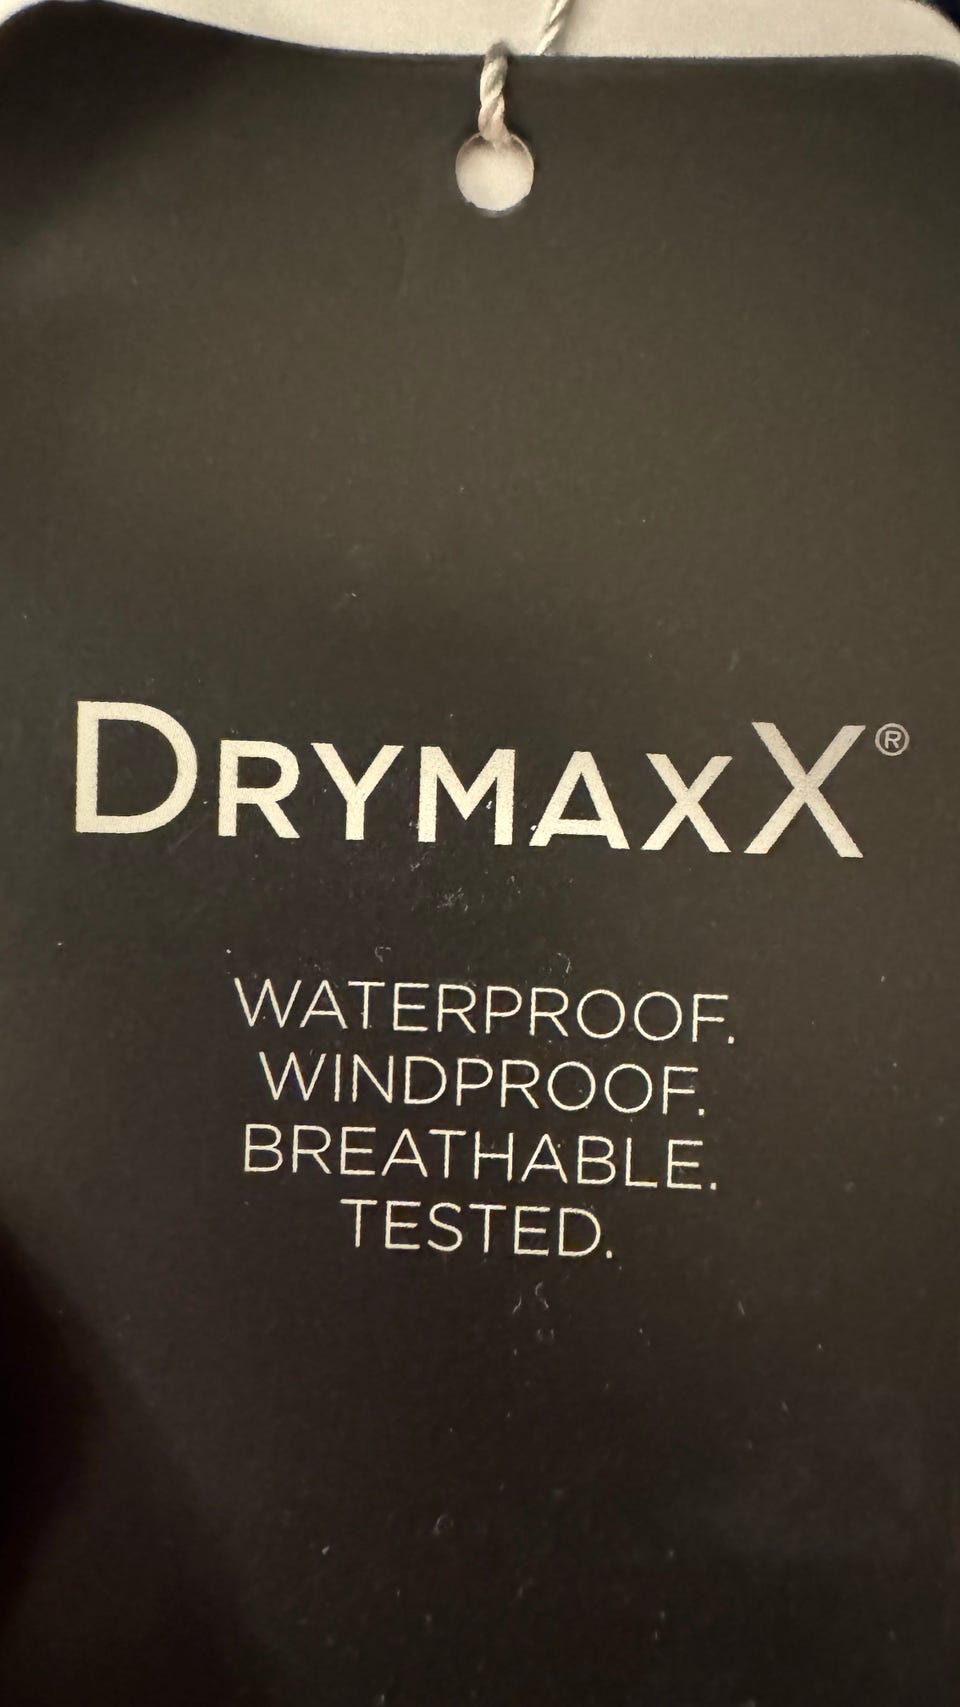 DRYMAXX®
WATERPROOF.
WINDPROOF.
BREATHABLE.
TESTED.